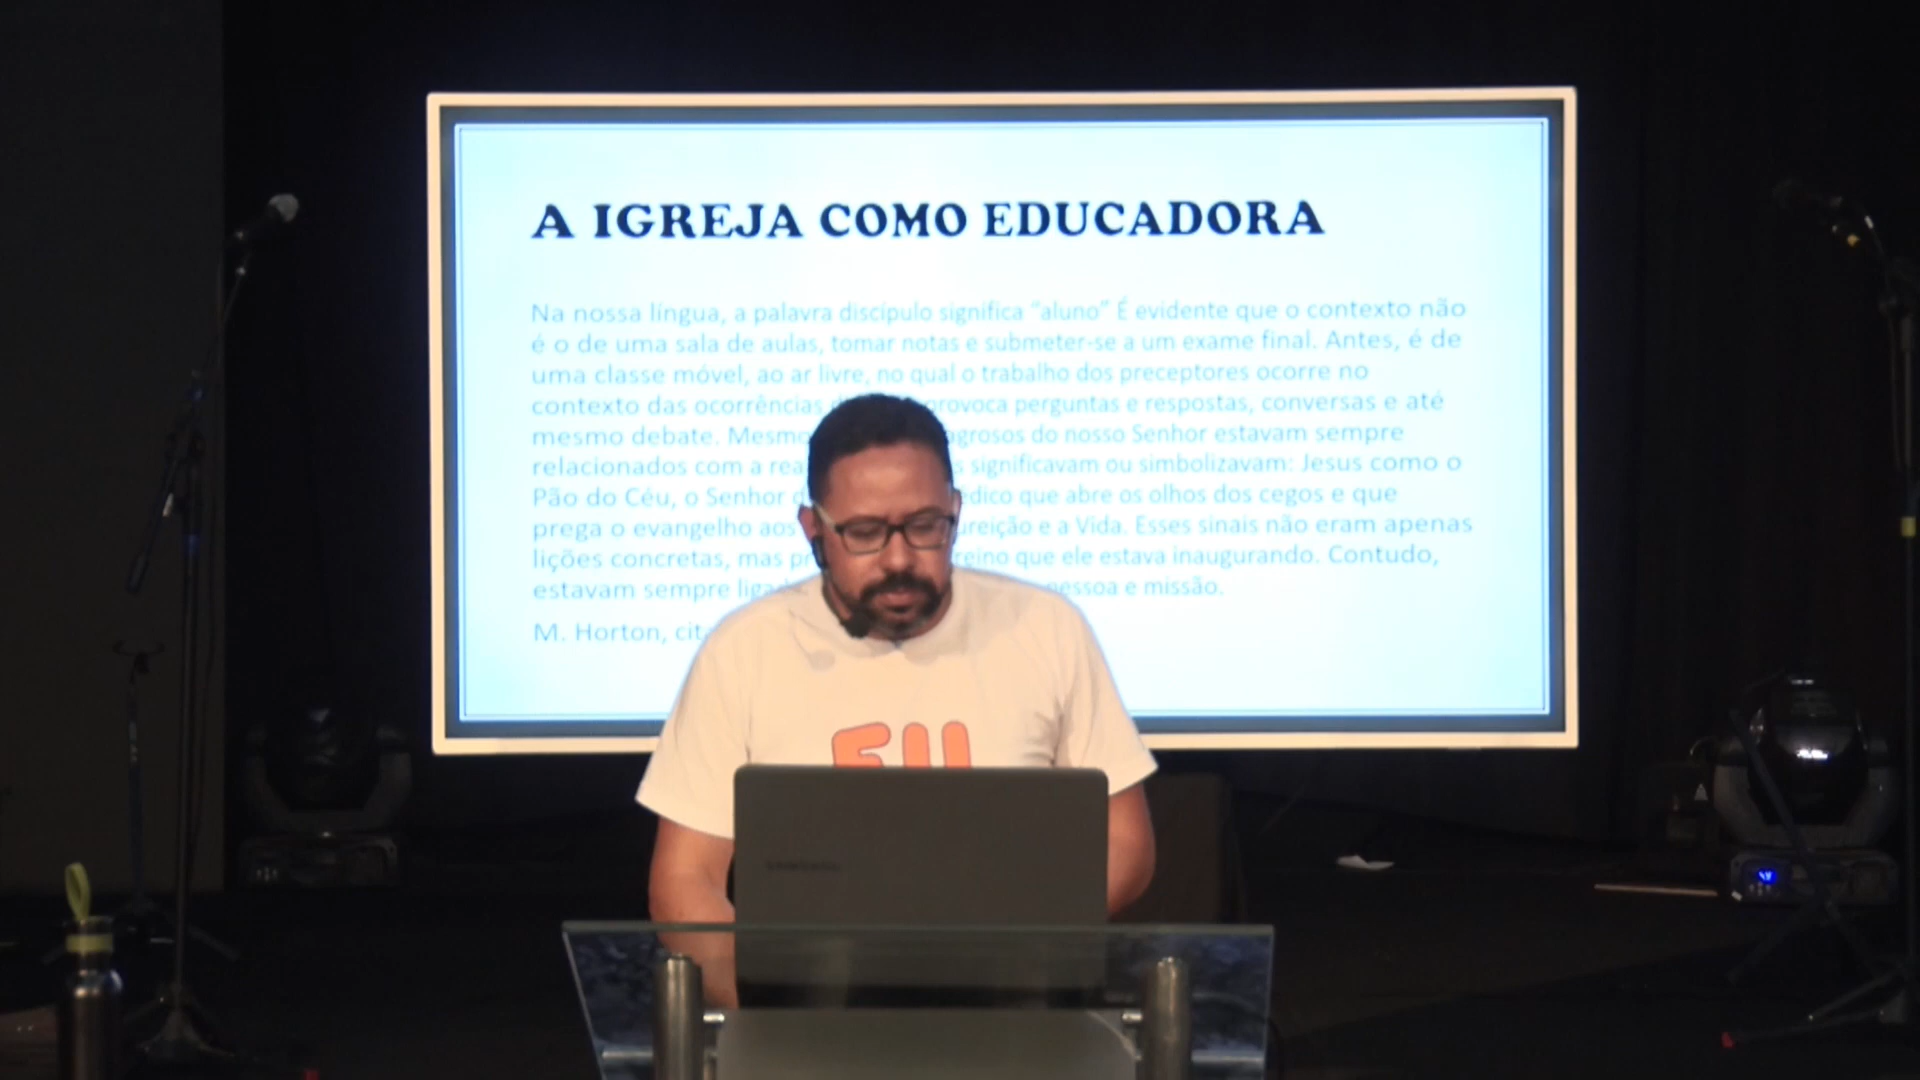 A IGREJA COMO EDUCADORA
Na nossa língua, a palavra discípulo significa “aluno” É evidente que o contexto não
é o de uma sala de aulas, tomar notas e submeter-se a um exame final. Antes, é de
uma classe móvel, ao ar livre, no qual o trabalho dos preceptores ocorre no
contexto das ocorrências provoca perguntas e respostas, conversas e até
mesmo debate. Mesmo do nosso Senhor estavam sempre
relacionados com a significavam ou simbolizavam: Jesus como o
Pão do Céu, o Senhor que abre os olhos dos cegos e que
prega o evangelho aos e a Vida. Esses sinais não eram apenas
lições concretas, mas reino que ele estava inaugurando. Contudo,
estavam sempre pessoa e missão.
M. Horton,
EU
SAMSUNG